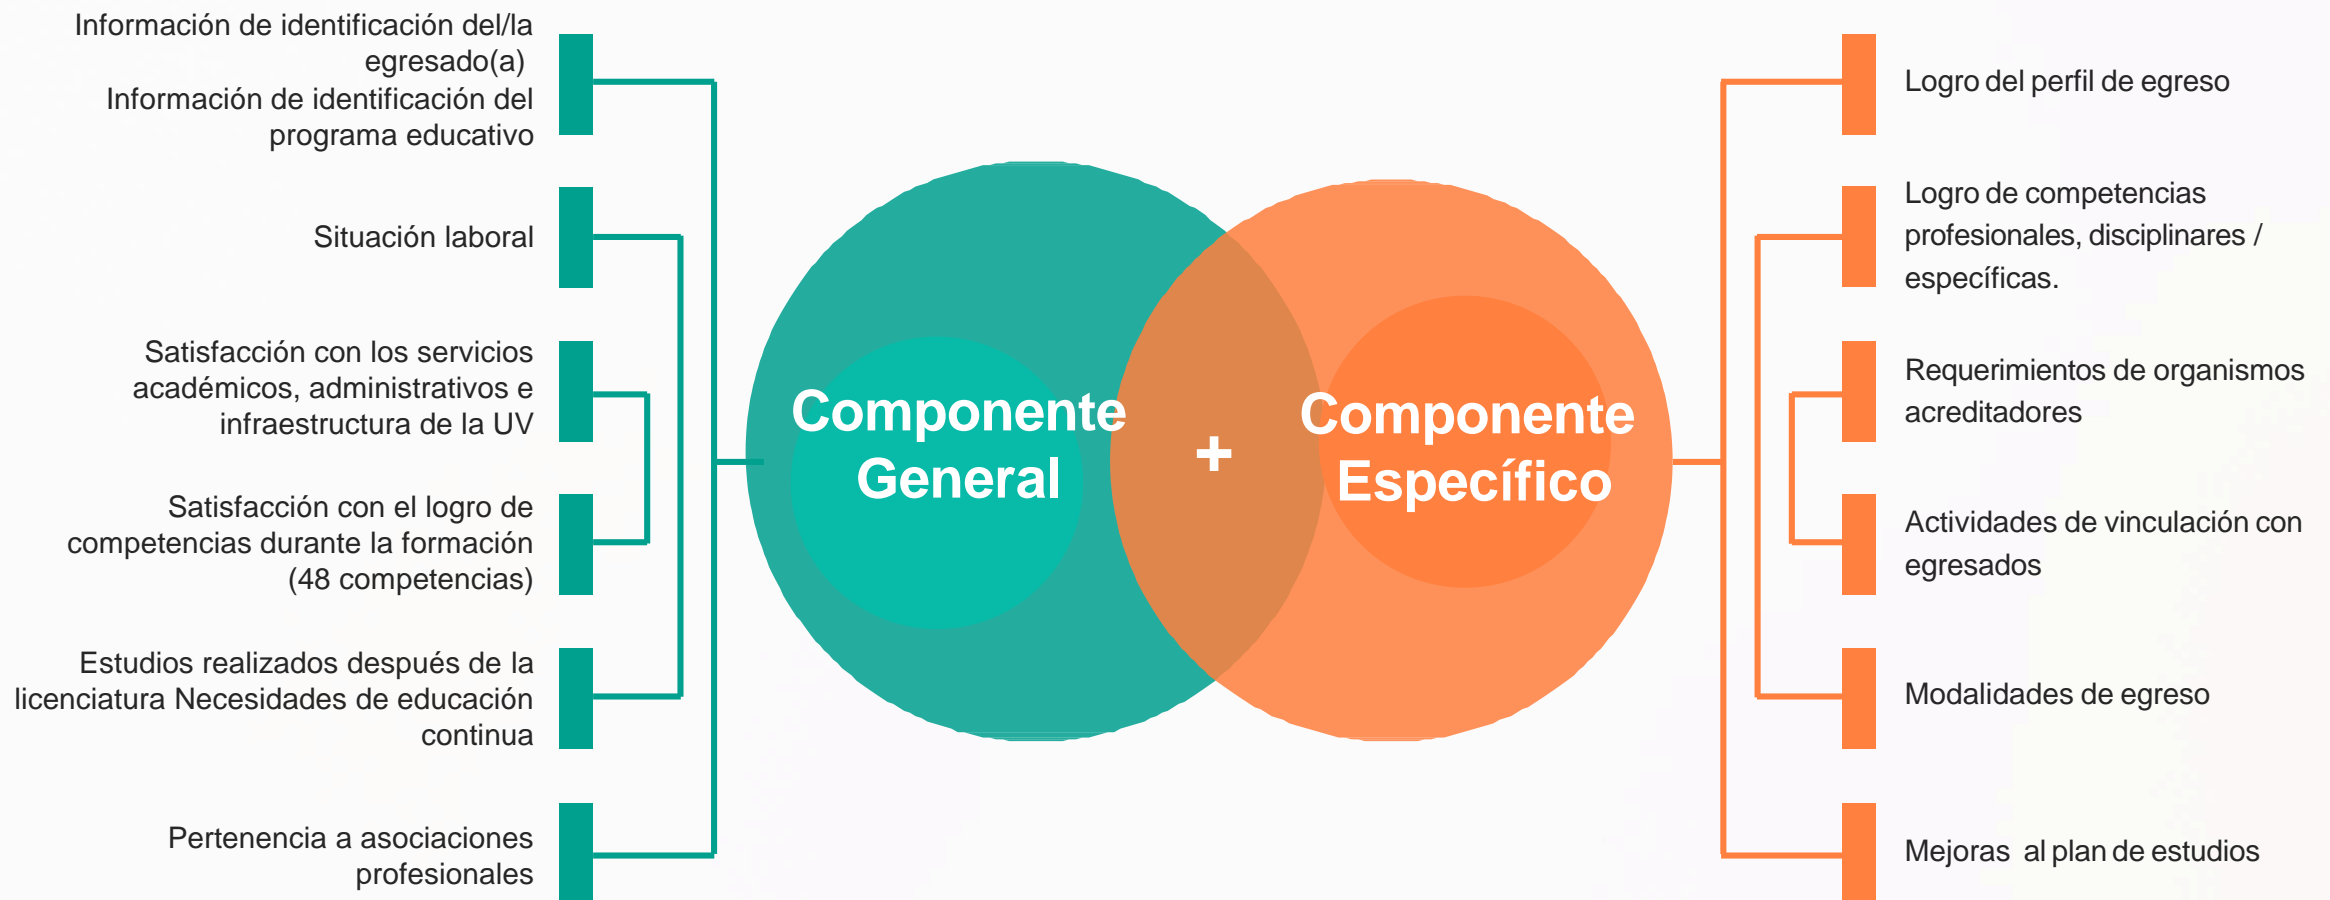 Información de identificación del/la
egresado(a)
Información de identificación del
programa educativo
Situación laboral
Satisfacción con los servicios
académicos, administrativos e
infraestructura de la UV
Satisfacción con el logro de
competencias durante la formación
(48 competencias)
Estudios realizados después de la
licenciatura Necesidades de educación
continua
Pertenencia a asociaciones
profesionales
Componente
General
+
Componente
Específico
Logro del perfil de egreso
Logro de competencias
profesionales, disciplinares /
específicas.
Requerimientos de organismos
acreditadores
Actividades de vinculación con
egresados
Modalidades de egreso
Mejoras al plan de estudios